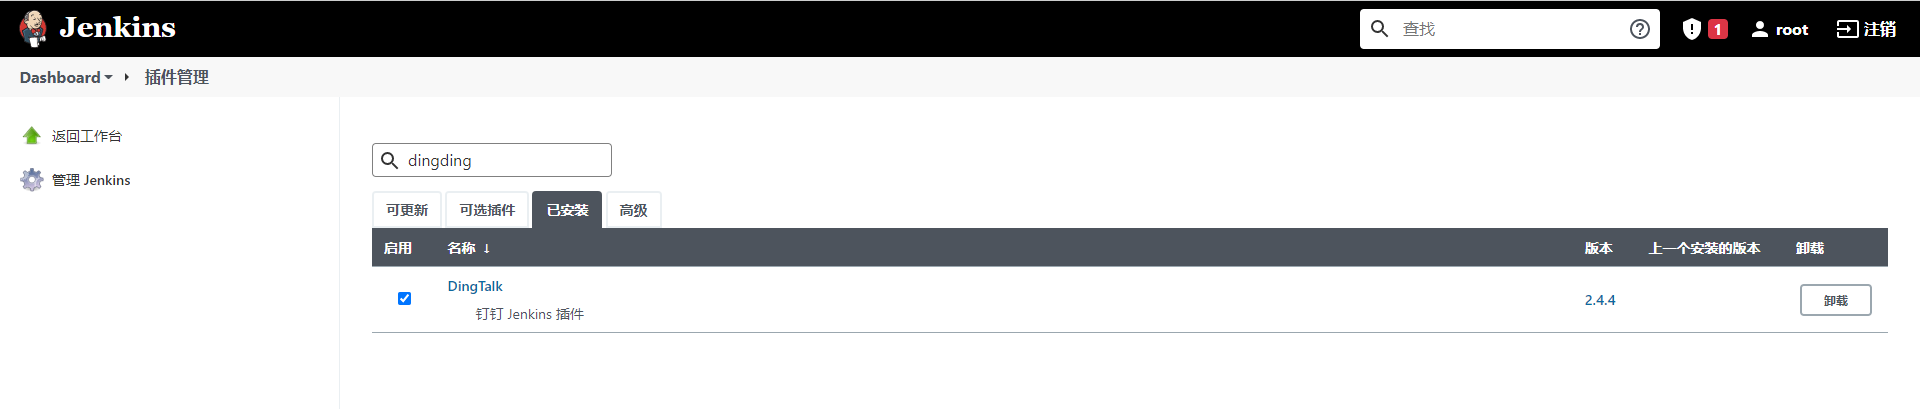 Jenkins
查找
1
root
注销
Dashboard
插件管理
返回工作台
管理 Jenkins
dingding
可更新 可选插件 已安装 高级
启用 名称 ↓ 版本 上一个安装的版本 卸载
DingTalk
钉钉 Jenkins 插件
2.4.4
卸载